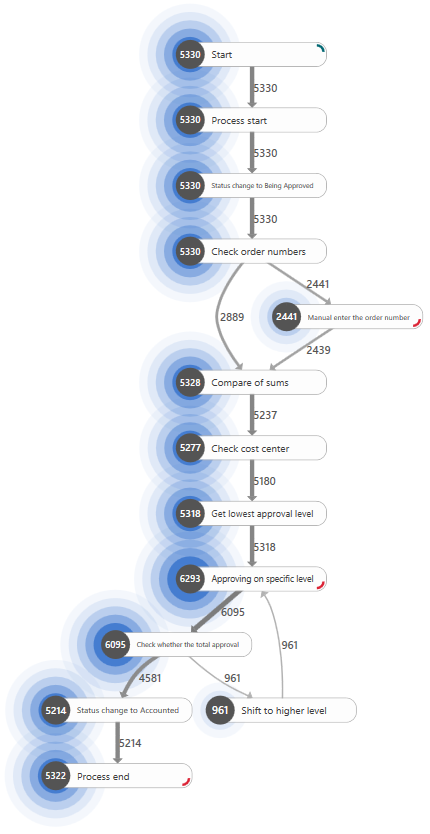 5330 Start
5330
5330 Process start
5330
5330 Status change to Being Approved
5330
5330 Check order numbers
2441
2889
2441 Manual enter the order number
2439
5328 Compare of sums
5237
5277 Check cost center
5180
5318 Get lowest approval level
5318
6293 Approving on specific level
6095
6095 Check whether the total approval
961
4581
961
5214 Status change to Accounted
961 Shift to higher level
5214
5322 Process end